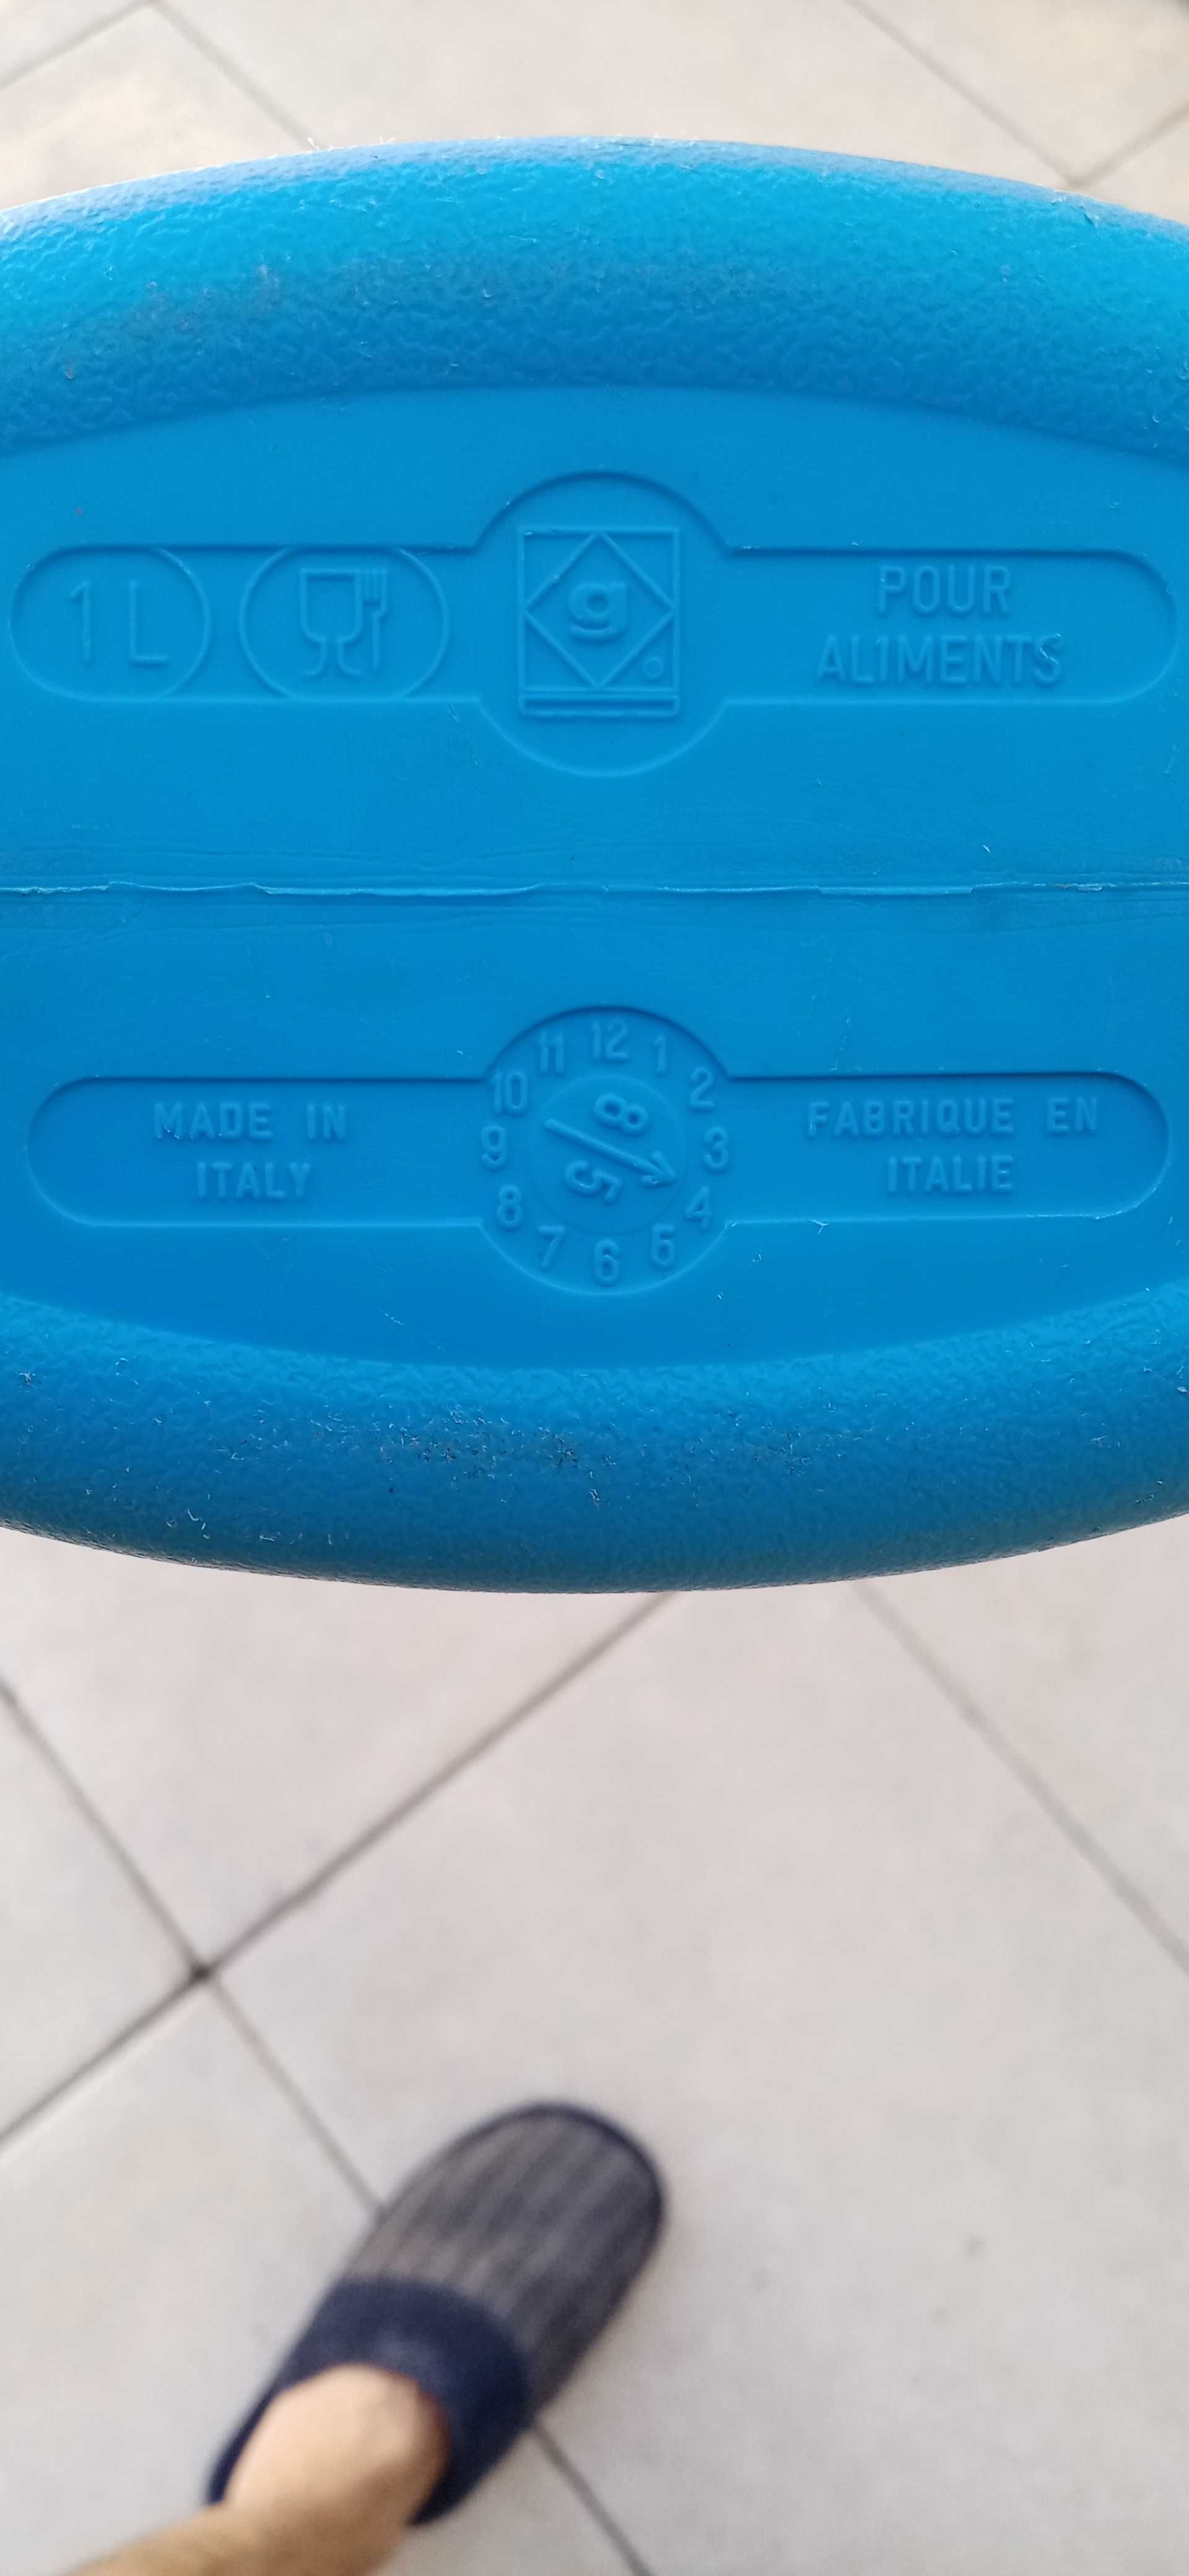 1L
g
POUR
AL1MENTS
11 12 1
10 2
9 3
8 4
7 6 5
8 5
MADE IN
ITALY
FABRIQUE EN
ITALIE